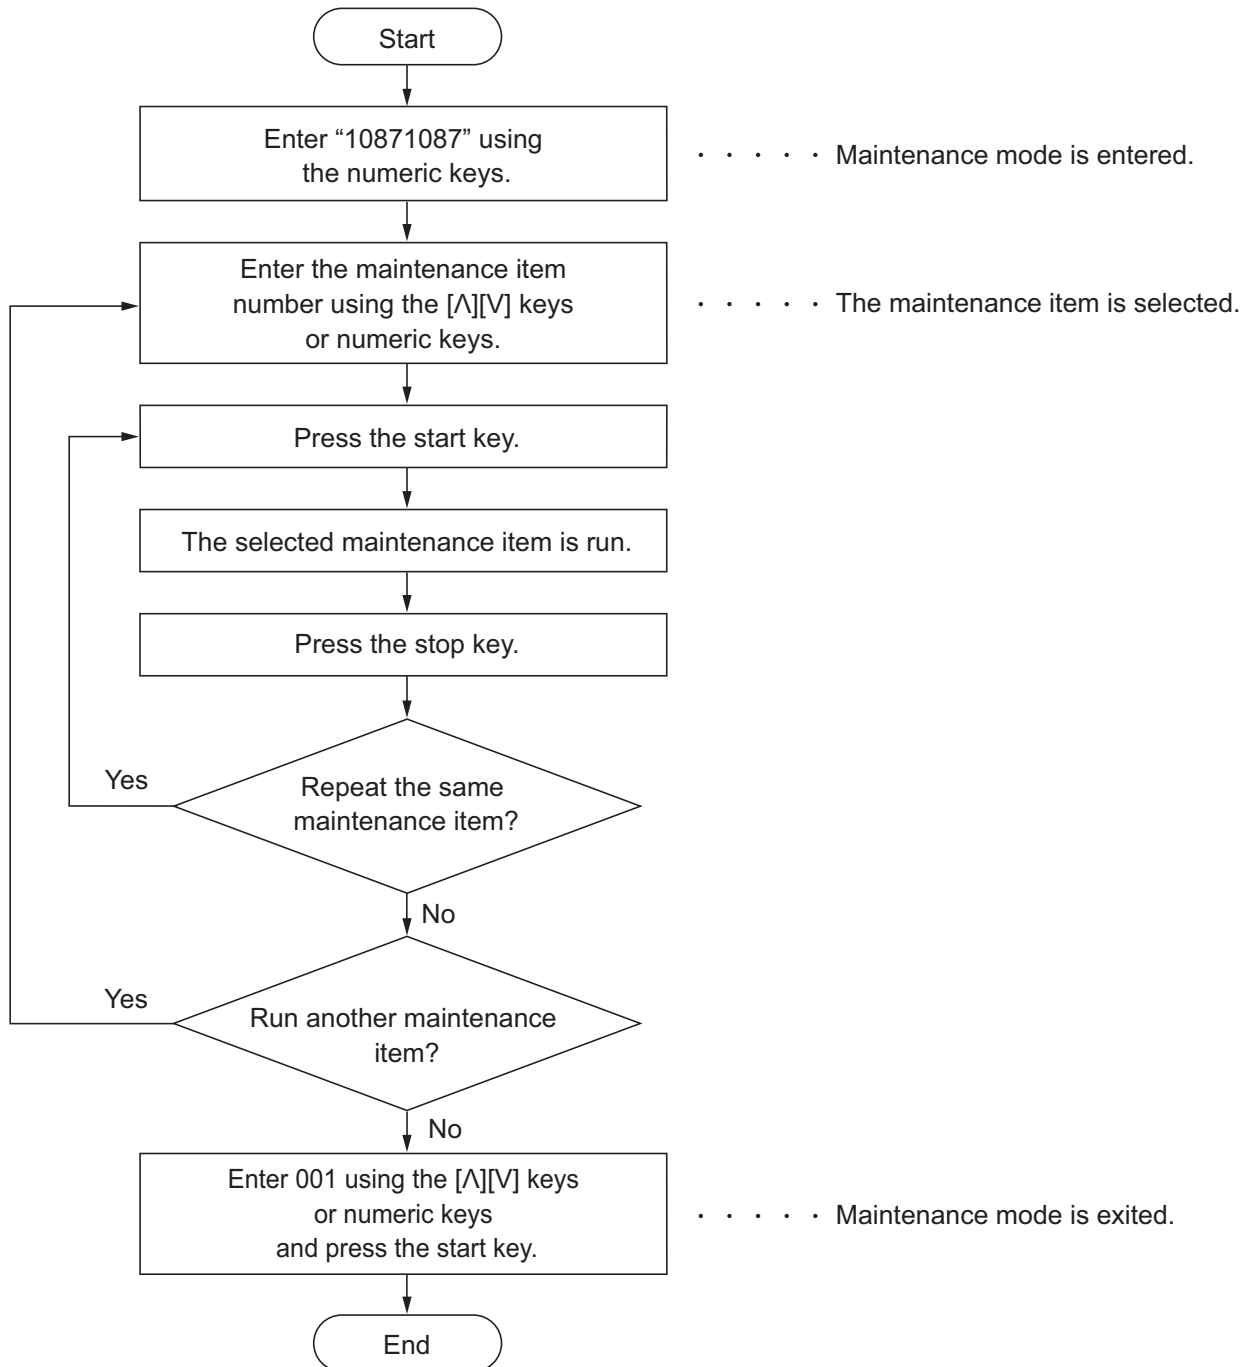 Start
Enter “10871087” using
the numeric keys.
· · · · · Maintenance mode is entered.
Enter the maintenance item
number using the [Λ][V] keys
or numeric keys.
· · · · · The maintenance item is selected.
Press the start key.
The selected maintenance item is run.
Press the stop key.
Yes
Repeat the same
maintenance item?
No
Yes
Run another maintenance
item?
No
Enter 001 using the [Λ][V] keys
or numeric keys
and press the start key.
· · · · · Maintenance mode is exited.
End